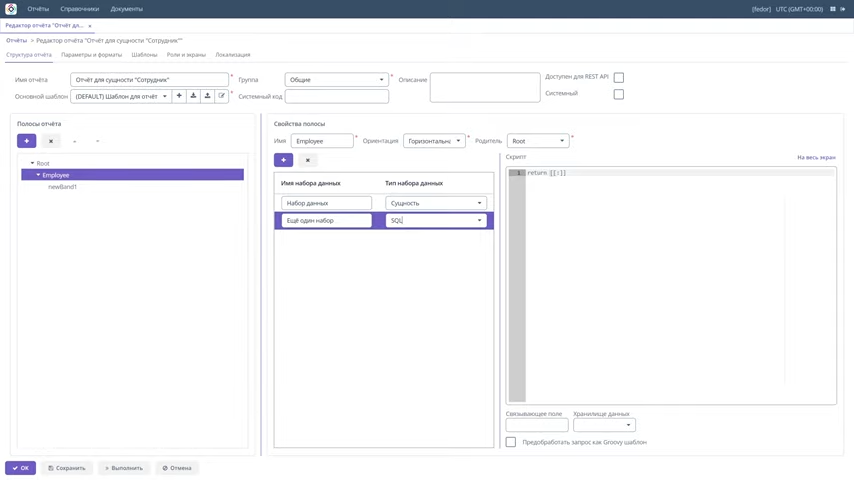 Отчёты Справочники Документы [fedor] UTC (GMT+00:00)
Редактор отчёта "Отчёт дл... ×
Отчёты > Редактор отчёта "Отчёт для сущности "Сотрудник""
Структура отчёта Параметры и форматы Шаблоны Роли и экраны Локализация
Имя отчёта Отчёт для сущности "Сотрудник" * Группа Общие * Описание Доступен для REST API
Основной шаблон (DEFAULT) Шаблон для отчёт * Системный код Системный
Полосы отчёта
Root
Employee
newBand1
Свойства полосы
Имя Employee * Ориентация Горизонтальна * Родитель Root *
Имя набора данных Тип набора данных
Набор данных Сущность
Ещё один набор SQL
Скрипт На весь экран
1 return [[:]]
Связывающее поле Хранилище данных
Предобработать запрос как Groovy шаблон
OK Сохранить Выполнить Отмена